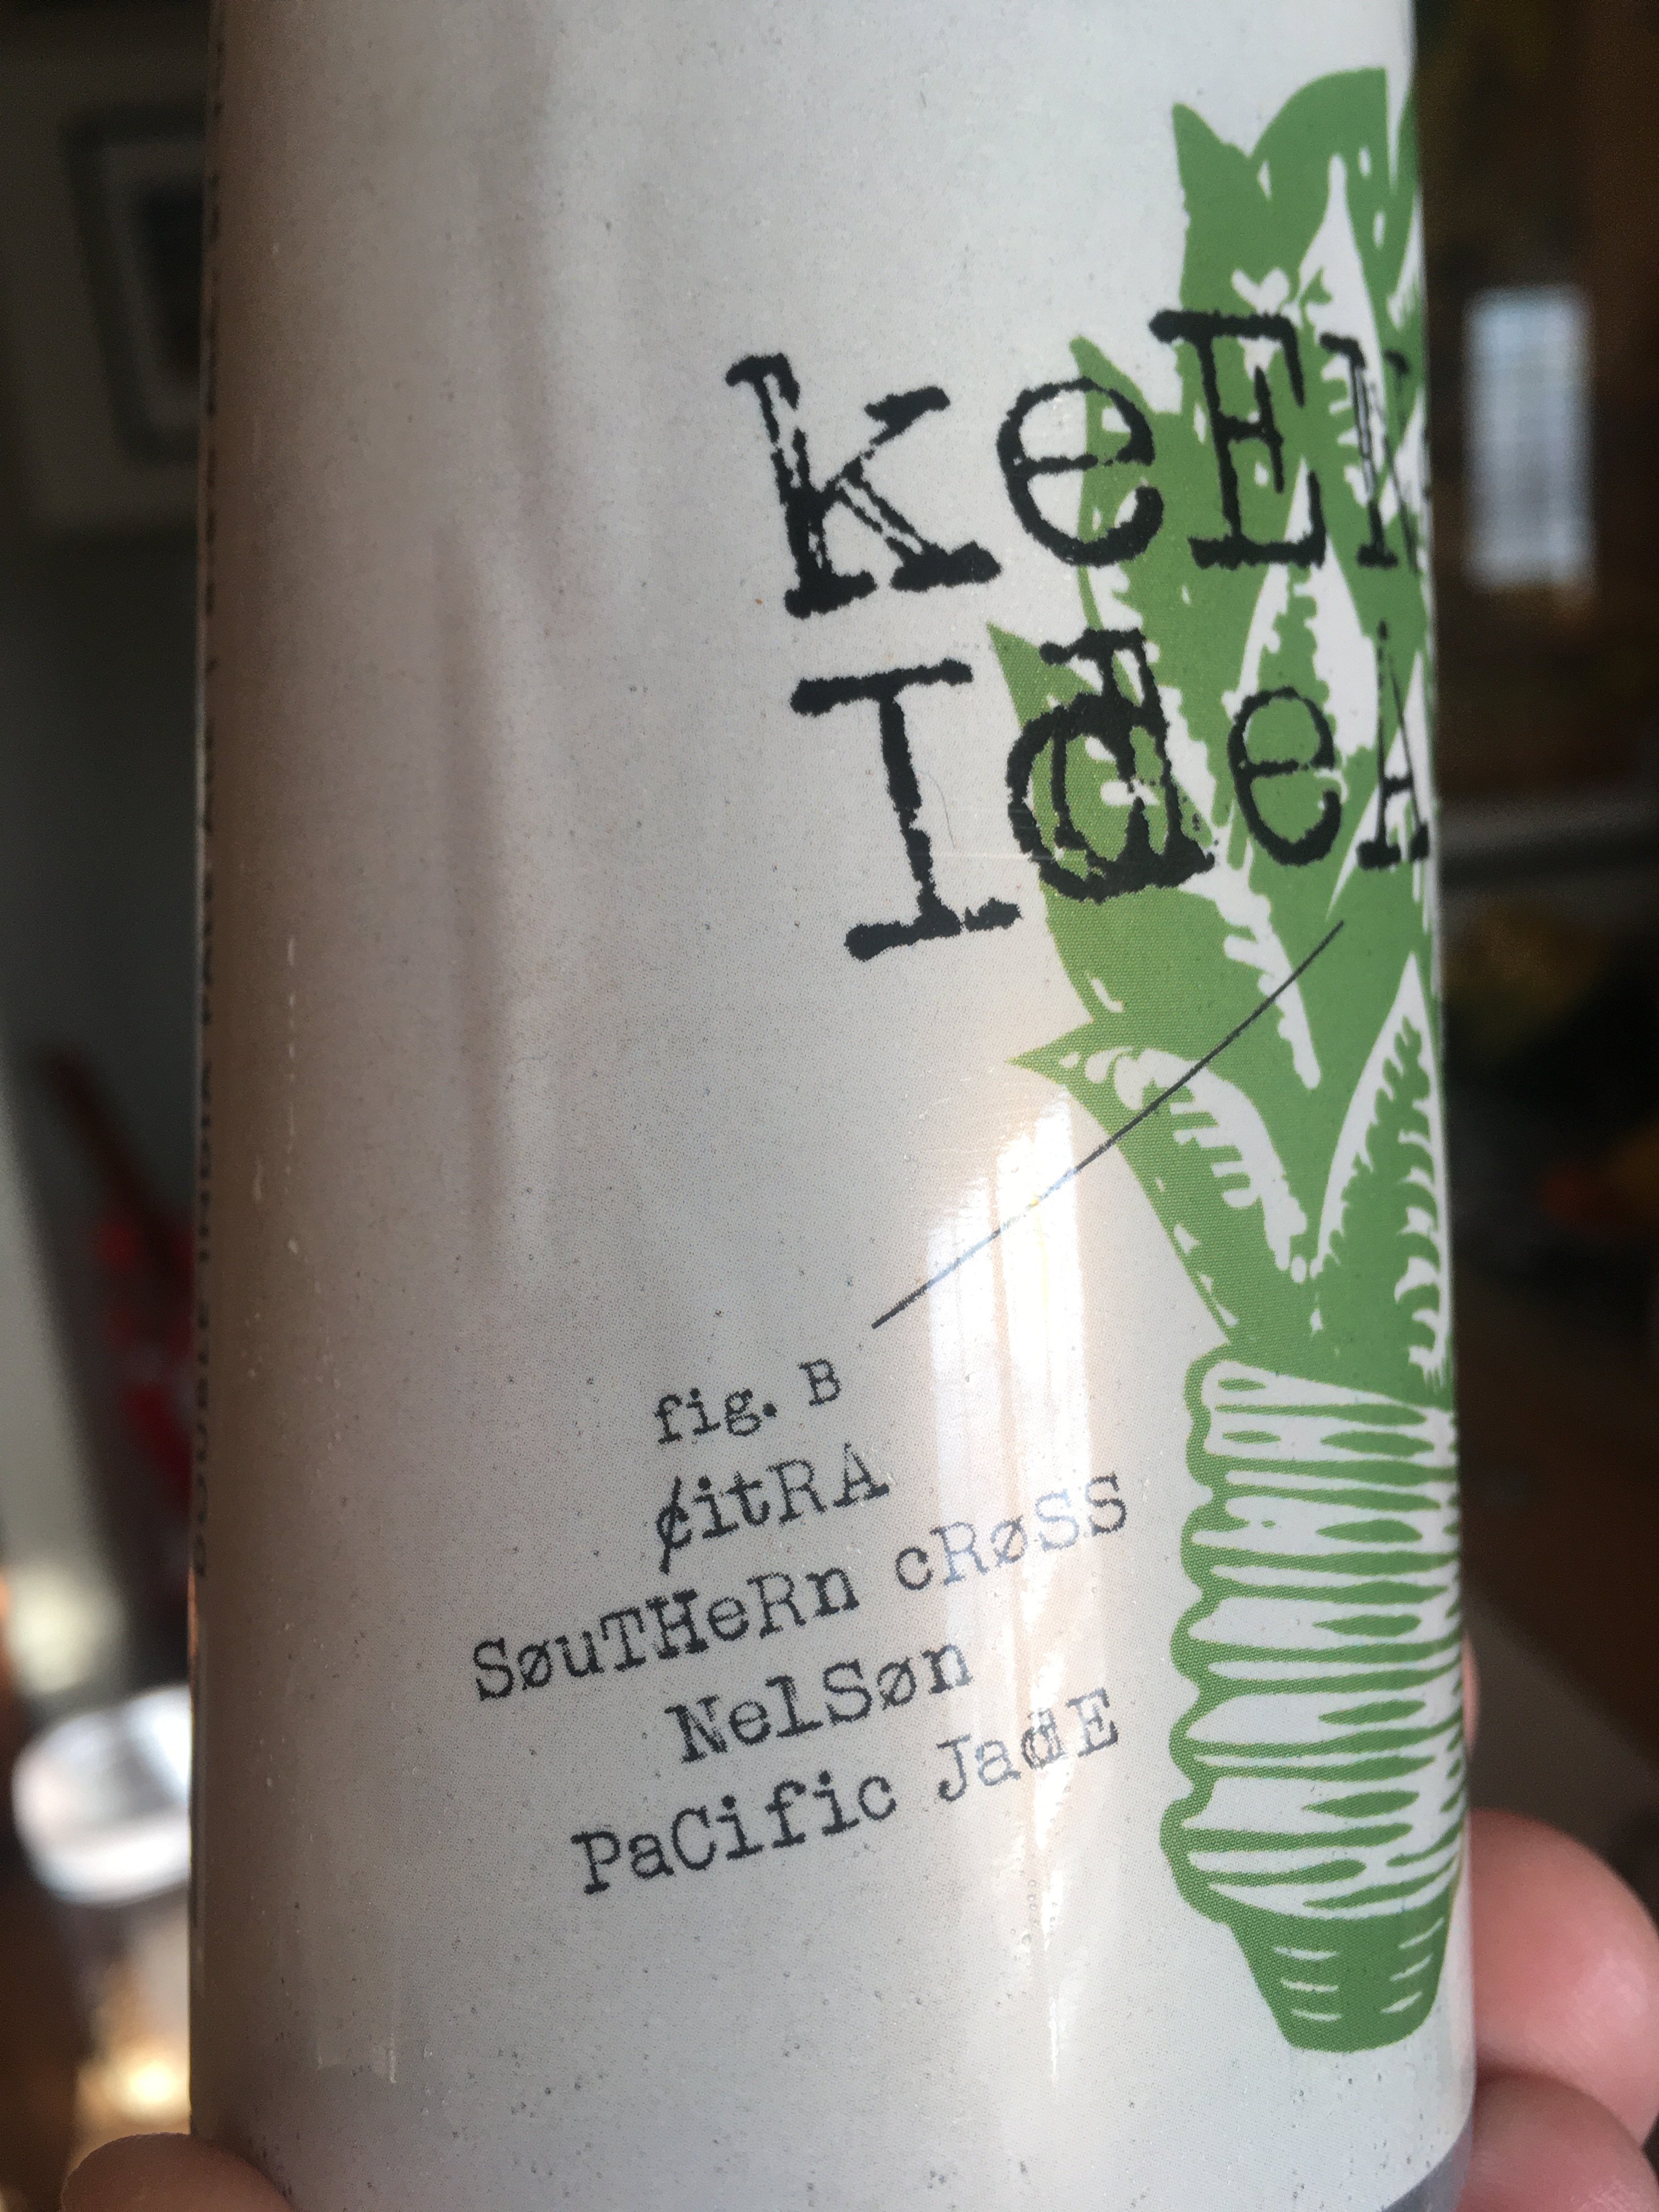 keEN
IdeA
fig. B
¢itRA
SøuTHeRn cRøSS
NelSøn
PaCific JadE